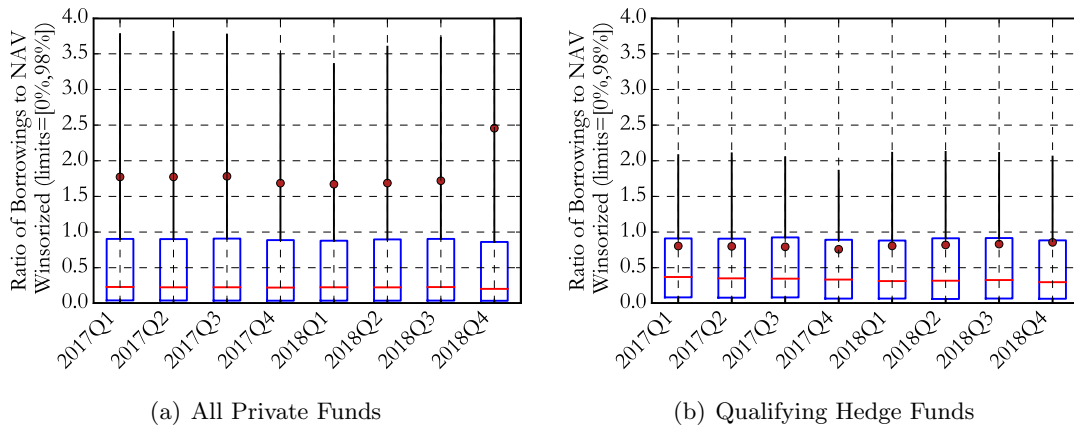 Ratio of Borrowings to NAV
Winsorized (limits=[0%,98%])
4.0
3.5
3.0
2.5
2.0
1.5
1.0
0.5
0.0
2017Q1
2017Q2
2017Q3
2017Q4
2018Q1
2018Q2
2018Q3
2018Q4
(a) All Private Funds
Ratio of Borrowings to NAV
Winsorized (limits=[0%,98%])
4.0
3.5
3.0
2.5
2.0
1.5
1.0
0.5
0.0
2017Q1
2017Q2
2017Q3
2017Q4
2018Q1
2018Q2
2018Q3
2018Q4
(b) Qualifying Hedge Funds